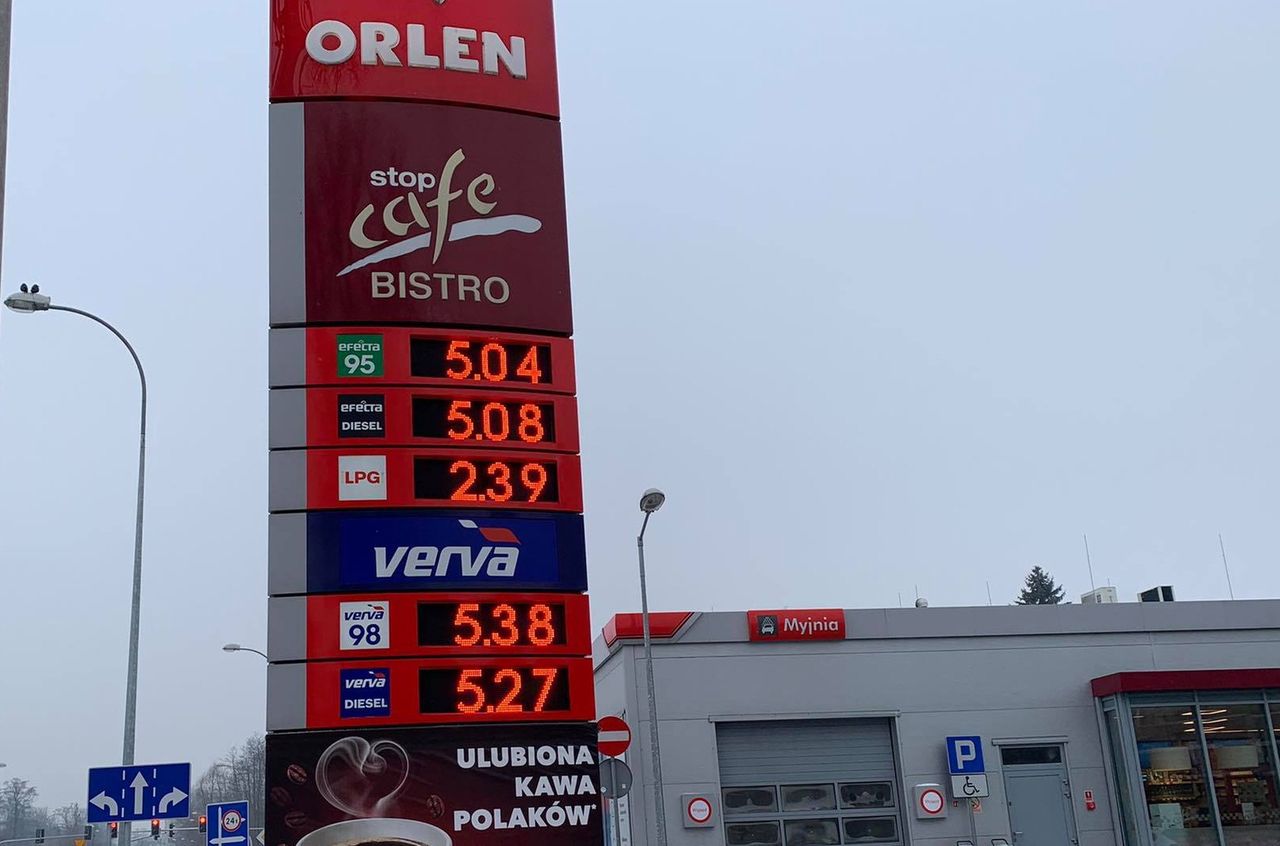 ORLEN
stop
cafe
BISTRO
efecta
95
5.04
efecta
DIESEL
5.08
LPG
2.39
verva
verva
98
5.38
verva
DIESEL
5.27
ULUBIONA
KAWA
POLAKÓW*
Myjnia
P
24t